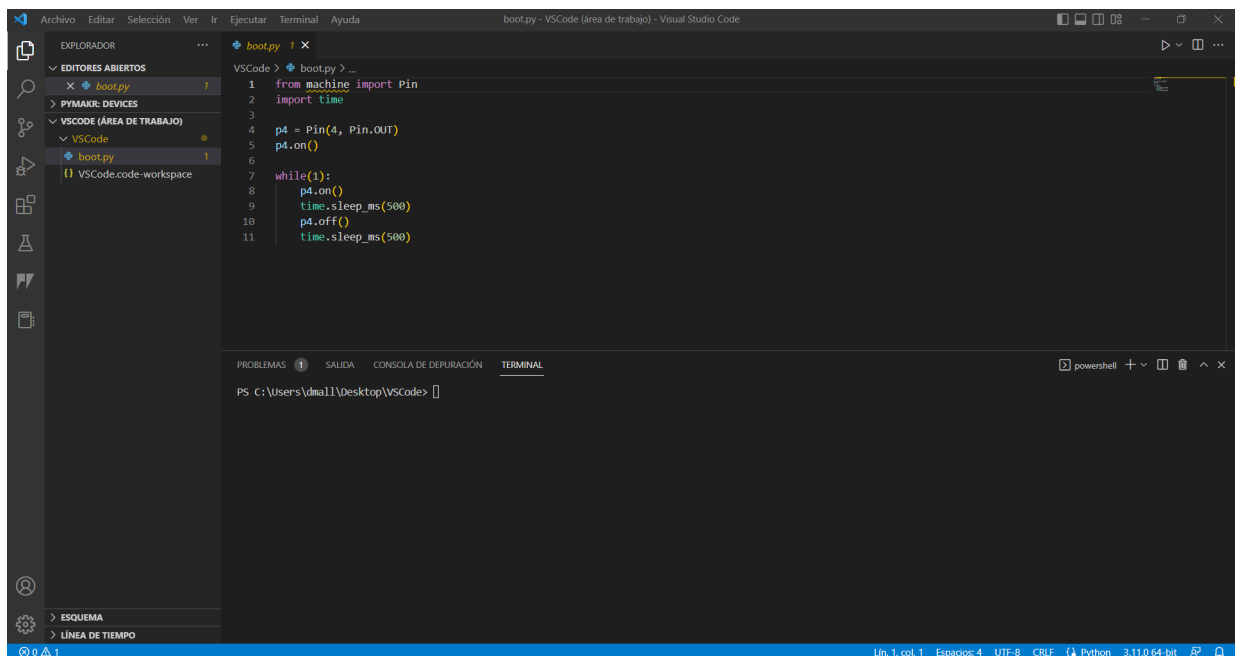 Archivo Editar Selección Ver Ir Ejecutar Terminal Ayuda
boot.py - VSCode (área de trabajo) - Visual Studio Code
EXPLORADOR
EDITORES ABIERTOS
boot.py 1
PYMAKR: DEVICES
VSCODE (ÁREA DE TRABAJO)
VSCode
boot.py 1
VSCode.code-workspace
ESQUEMA
LÍNEA DE TIEMPO
boot.py 1
VSCode > boot.py > ...
1 from machine import Pin
2 import time
3
4 p4 = Pin(4, Pin.OUT)
5 p4.on()
6
7 while(1):
8 p4.on()
9 time.sleep_ms(500)
10 p4.off()
11 time.sleep_ms(500)
PROBLEMAS 1 SALIDA CONSOLA DE DEPURACIÓN TERMINAL
powershell
PS C:\Users\dmall\Desktop\VSCode>
0 1
Lín. 1, col. 1 Espacios: 4 UTF-8 CRLF Python 3.11.0 64-bit